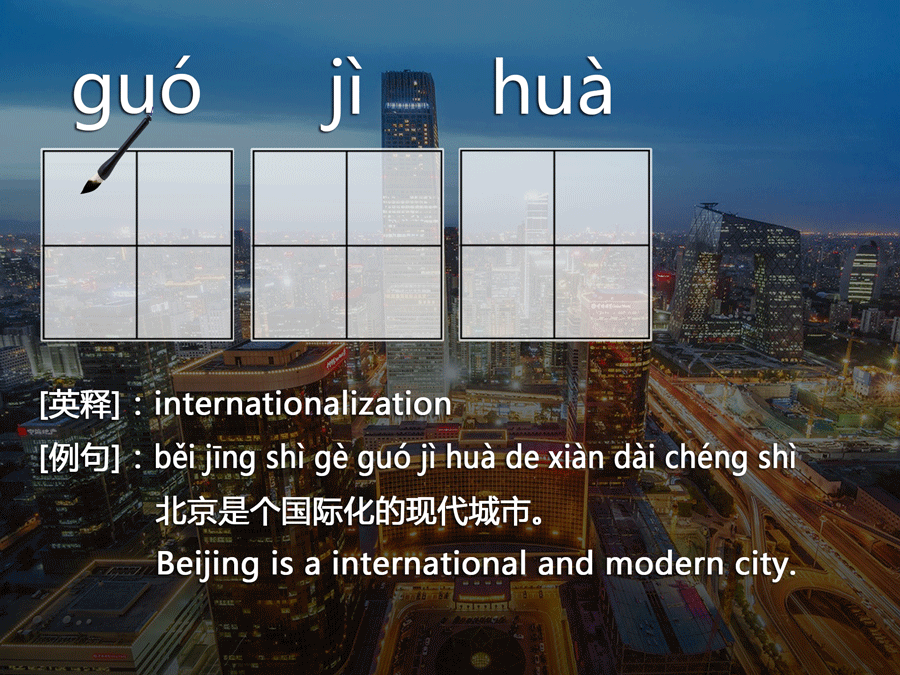 guó jì huà
[英释]：internationalization
[例句]：běi jīng shì gè guó jì huà de xiàn dài chéng shì
北京是个国际化的现代城市。
Beijing is a international and modern city.